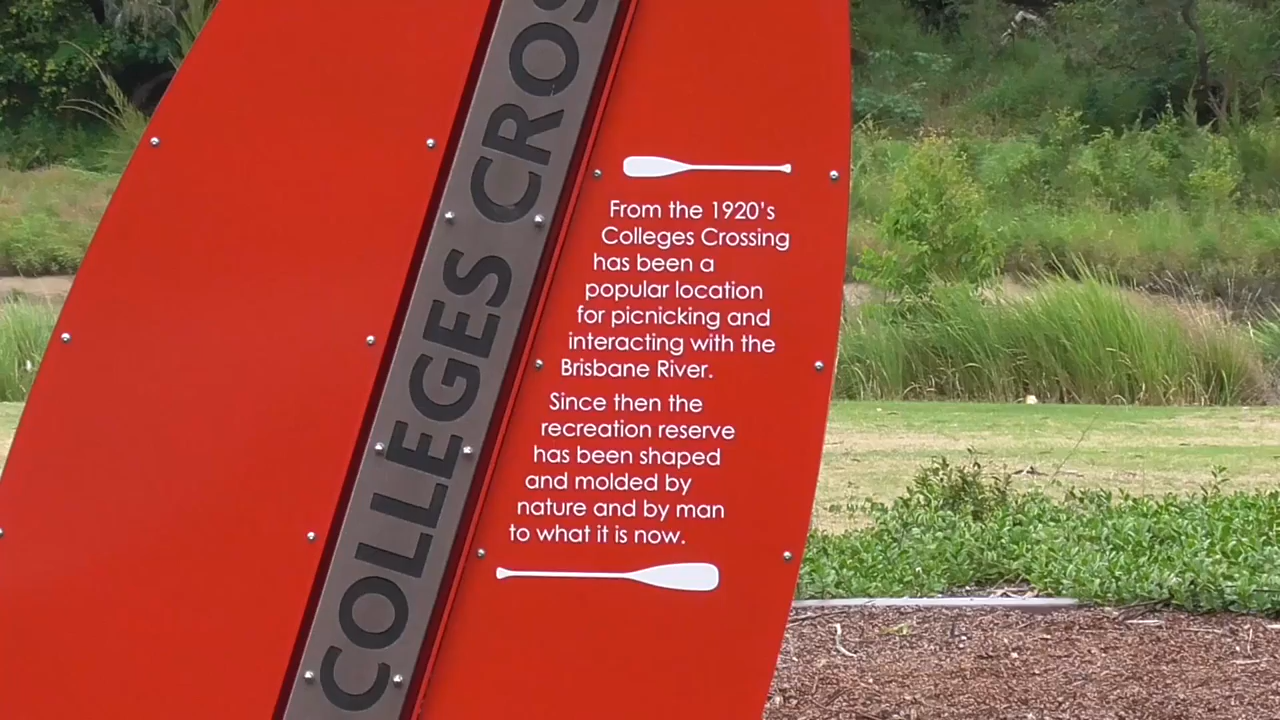 COLLEGES CROS
From the 1920's
Colleges Crossing
has been a
popular location
for picnicking and
interacting with the
Brisbane River.
Since then the
recreation reserve
has been shaped
and molded by
nature and by man
to what it is now.